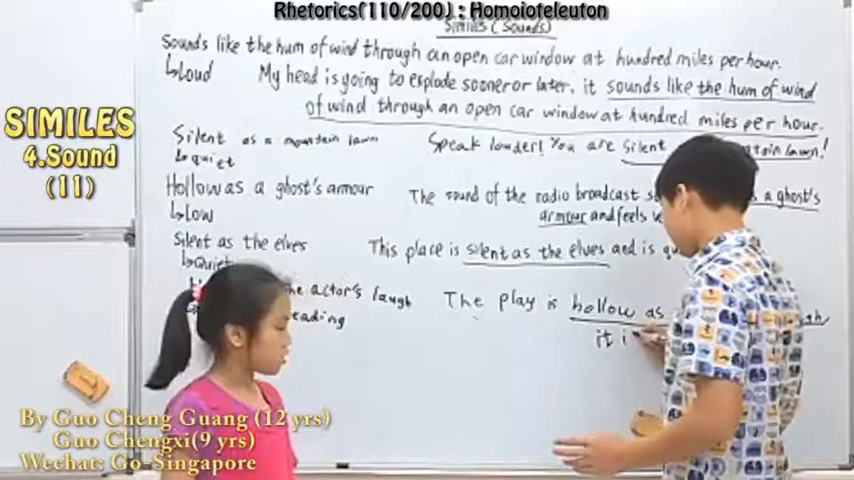 Rhetorics(110/200) : Homoioteleuton
Similes (Sounds)
Sounds like the hum of wind through an open car window at hundred miles per hour.
↳Loud
My head is going to explode sooner or later, it sounds like the hum of wind
of wind through an open car window at hundred miles per hour.
SIMILES
4.Sound
(11)
Silent as a mountain lawn
↳quiet
Speak louder! You are silent tain lawn!
Hollow as a ghost's armour
↳Low
The sound of the radio broadcast a ghost's
armour and feels
Silent as the elves
↳Quiet
This place is silent as the elves and is
the actor's laugh
eading
The play is hollow as
it i
By Guo Cheng Guang (12 yrs)
Guo Chengxi(9 yrs)
Wechat: Go-Singapore